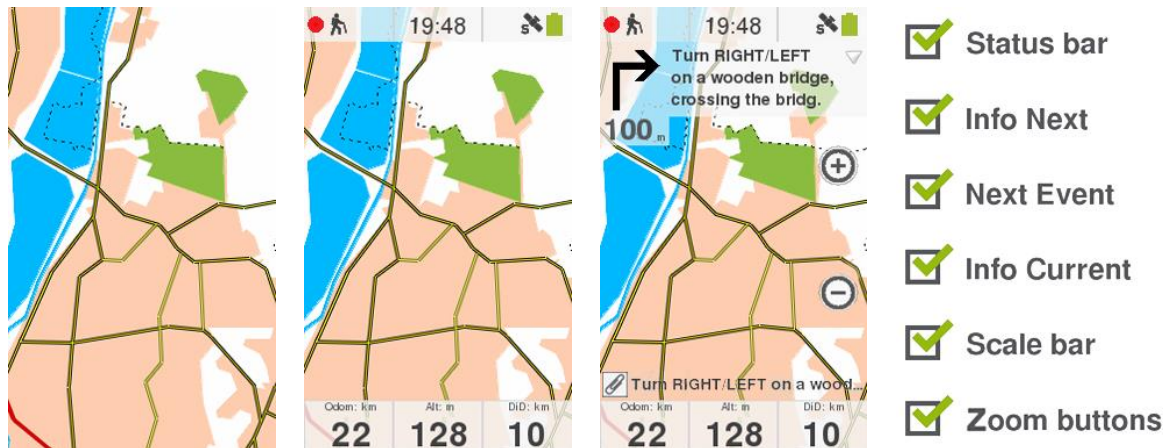 19:48
S
Odom: km
Alt: m
DiD: km
22
128
10
19:48
S
Turn RIGHT/LEFT
on a wooden bridge,
crossing the bridg.
100 m
Turn RIGHT/LEFT on a wood...
Odom: km
Alt: m
DiD: km
22
128
10
Status bar
Info Next
Next Event
Info Current
Scale bar
Zoom buttons